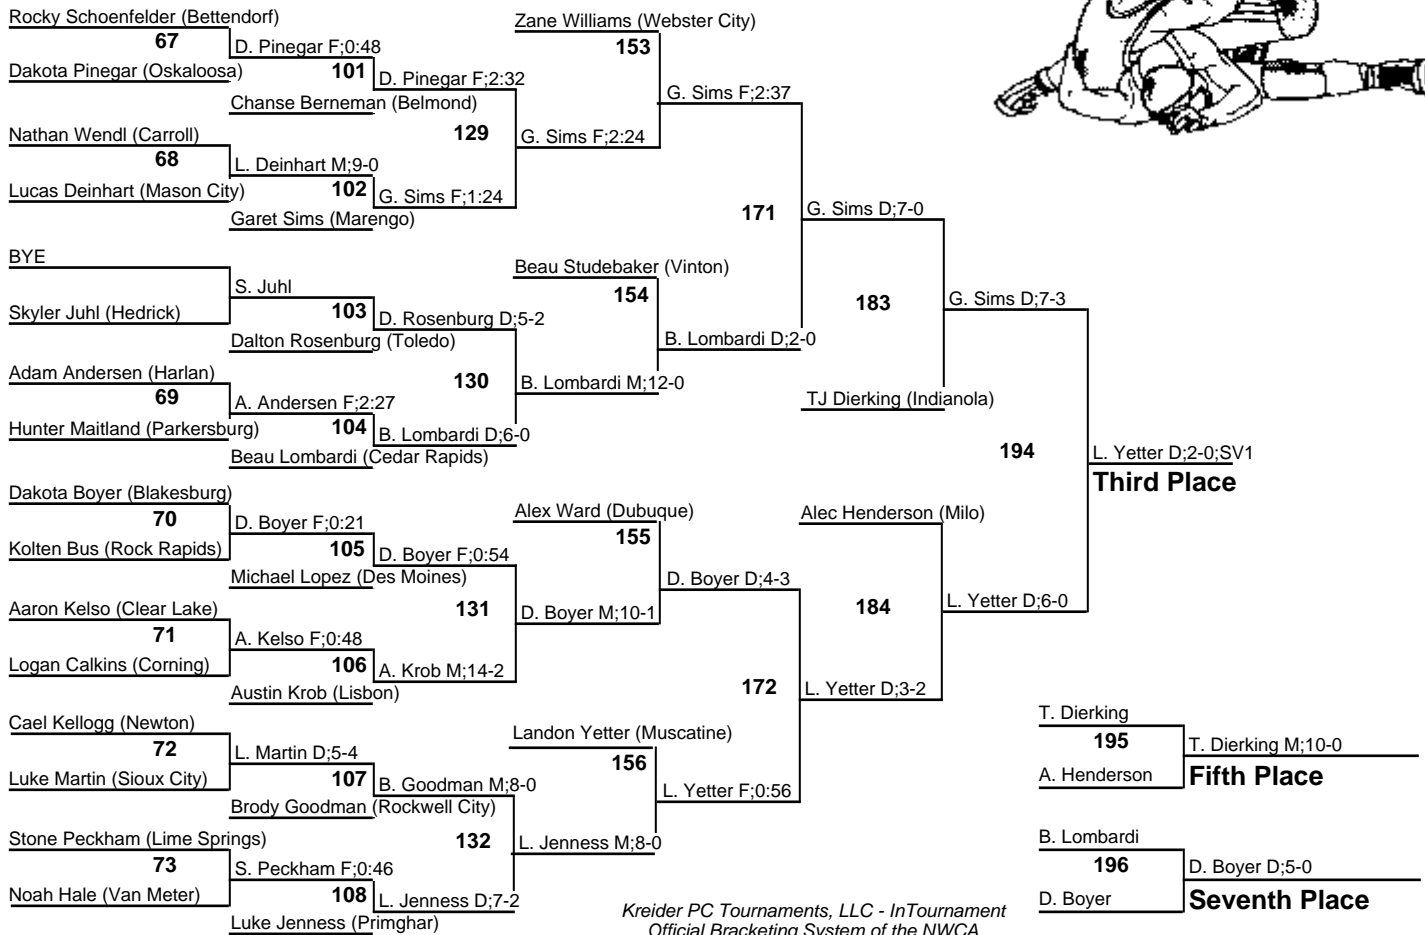 Rocky Schoenfelder (Bettendorf)
67
Dakota Pinegar (Oskaloosa)
D. Pinegar F;0:48
101
Chanse Berneman (Belmond)
D. Pinegar F;2:32
Nathan Wendl (Carroll)
68
Lucas Deinhart (Mason City)
L. Deinhart M;9-0
102
Garet Sims (Marengo)
G. Sims F;1:24
129
Zane Williams (Webster City)
153
G. Sims F;2:24
G. Sims F;2:37
BYE
Skyler Juhl (Hedrick)
S. Juhl
103
Dalton Rosenburg (Toledo)
D. Rosenburg D;5-2
Adam Andersen (Harlan)
69
Hunter Maitland (Parkersburg)
A. Andersen F;2:27
104
Beau Lombardi (Cedar Rapids)
B. Lombardi D;6-0
130
Beau Studebaker (Vinton)
154
B. Lombardi M;12-0
B. Lombardi D;2-0
171
G. Sims D;7-0
183
TJ Dierking (Indianola)
G. Sims D;7-3
Dakota Boyer (Blakesburg)
70
Kolten Bus (Rock Rapids)
D. Boyer F;0:21
105
Michael Lopez (Des Moines)
D. Boyer F;0:54
Aaron Kelso (Clear Lake)
71
Logan Calkins (Corning)
A. Kelso F;0:48
106
Austin Krob (Lisbon)
A. Krob M;14-2
131
Alex Ward (Dubuque)
155
D. Boyer M;10-1
D. Boyer D;4-3
Cael Kellogg (Newton)
72
Luke Martin (Sioux City)
L. Martin D;5-4
107
Brody Goodman (Rockwell City)
B. Goodman M;8-0
Stone Peckham (Lime Springs)
73
Noah Hale (Van Meter)
S. Peckham F;0:46
108
Luke Jenness (Primghar)
L. Jenness D;7-2
132
Landon Yetter (Muscatine)
156
L. Jenness M;8-0
L. Yetter F;0:56
172
Alec Henderson (Milo)
184
L. Yetter D;3-2
L. Yetter D;6-0
194
L. Yetter D;2-0;SV1
Third Place
T. Dierking
195
A. Henderson
T. Dierking M;10-0
Fifth Place
B. Lombardi
196
D. Boyer
D. Boyer D;5-0
Seventh Place
Kreider PC Tournaments, LLC - InTournament
Official Bracketing System of the NWCA